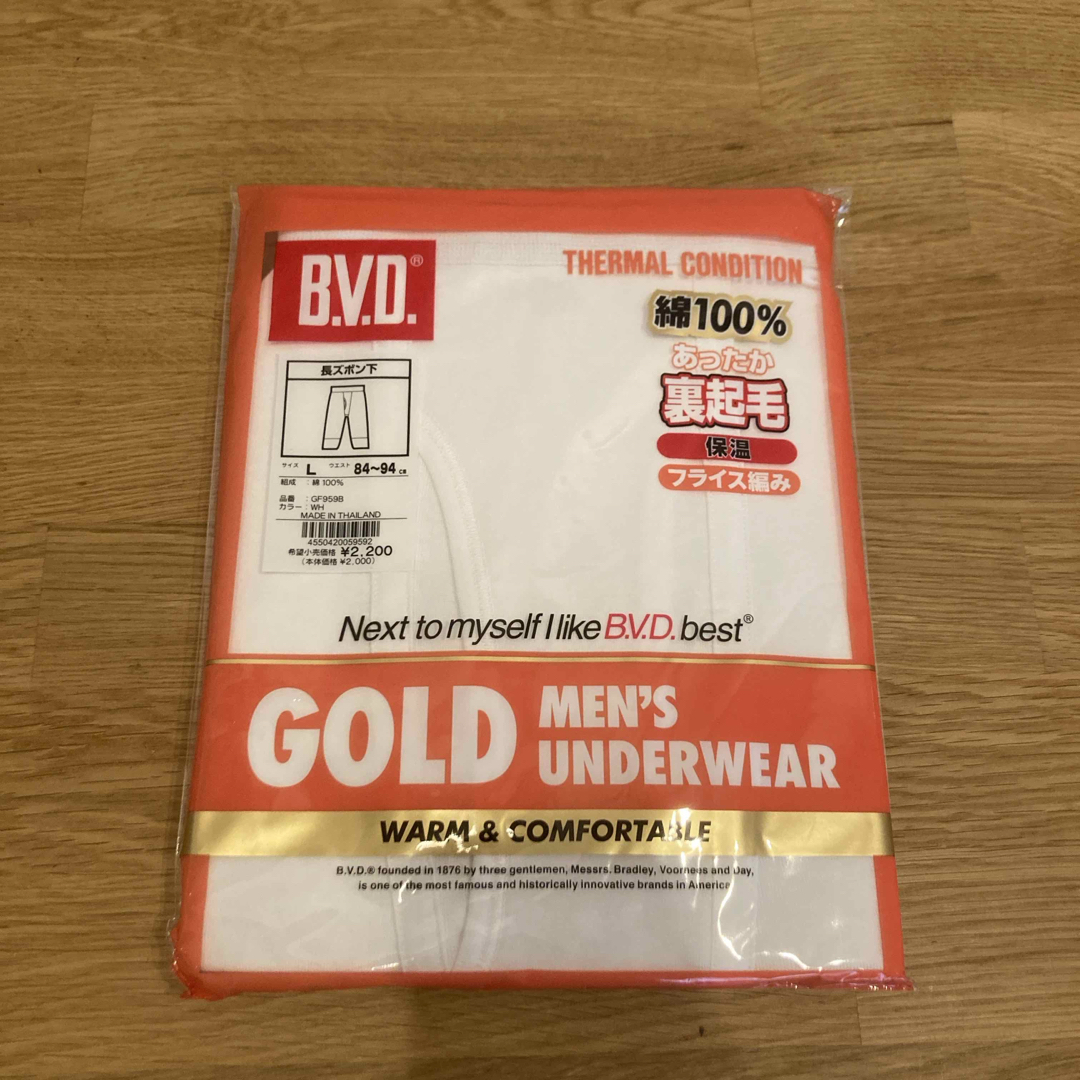 B.V.D.®
THERMAL CONDITION
綿100%
あったか
裏起毛
保温
フライス編み
長ズボン下
サイズ L ウエスト 84~94 cm
組成 : 綿 100%
品番 : GF959B
カラー : WH
MADE IN THAILAND
4550420059592
希望小売価格 ¥2,200
(本体価格 ¥2,000)
Next to myself I like B.V.D. best®
GOLD
MEN'S
UNDERWEAR
WARM & COMFORTABLE
B.V.D.® founded in 1876 by three gentlemen, Messrs. Bradley, Voorhees and Day,
is one of the most famous and historically innovative brands in America